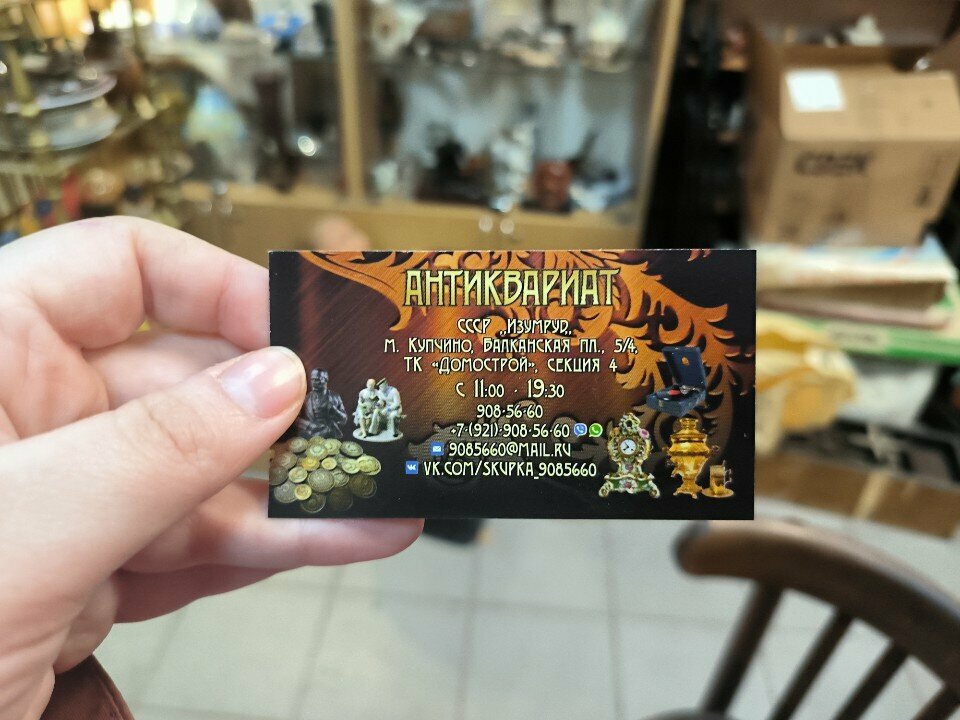 АНТИКВАРИАТ
СССР „ИЗУМРУД„
М. КУПЧИНО, БАЛКАНСКАЯ ПЛ., 5/4,
ТК «ДОМОСТРОЙ», СЕКЦИЯ 4
С 11:00 · 19:30
908-56-60
+7-(921)-908-56-60
9085660@MAIL.RU
VK.COM/SKUPKA_9085660